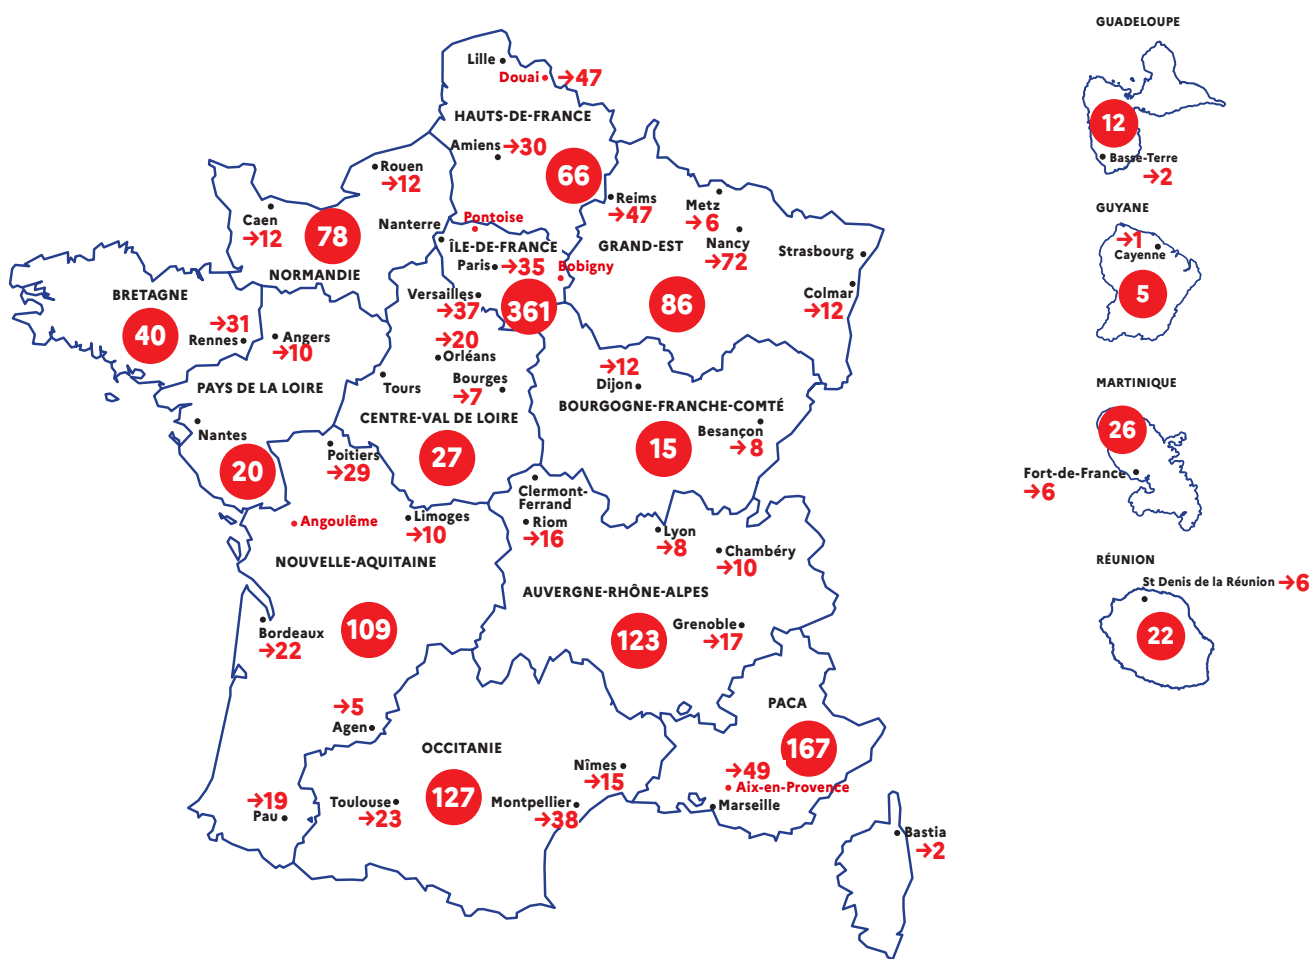 GUADELOUPE
Lille
Douai →47
HAUTS-DE-FRANCE
12
Amiens →30
Basse-Terre
→2
Rouen
→12
66
Reims
→47
Metz
→6
GUYANE
Caen
→12
78
Nanterre
Pontoise
ÎLE-DE-FRANCE
GRAND-EST
Nancy
→72
Strasbourg
→1
Cayenne
Paris →35
Bobigny
NORMANDIE
BRETAGNE
Versailles
→37
361
86
Colmar
→12
5
40
→31
Rennes
Angers
→10
→20
Orléans
→12
Dijon
Tours
Bourges
→7
PAYS DE LA LOIRE
MARTINIQUE
CENTRE-VAL DE LOIRE
BOURGOGNE-FRANCHE-COMTÉ
Nantes
26
Besançon
→8
20
Poitiers
→29
27
15
Fort-de-France
→6
Clermont-
Ferrand
Angoulême
Limoges
→10
Riom
→16
Lyon
→8
Chambéry
→10
NOUVELLE-AQUITAINE
RÉUNION
St Denis de la Réunion →6
AUVERGNE-RHÔNE-ALPES
Bordeaux
→22
109
123
Grenoble
→17
22
→5
Agen
PACA
OCCITANIE
167
Nîmes
→15
→49
Aix-en-Provence
→19
Pau
Toulouse
→23
127
Montpellier
→38
Marseille
Bastia
→2